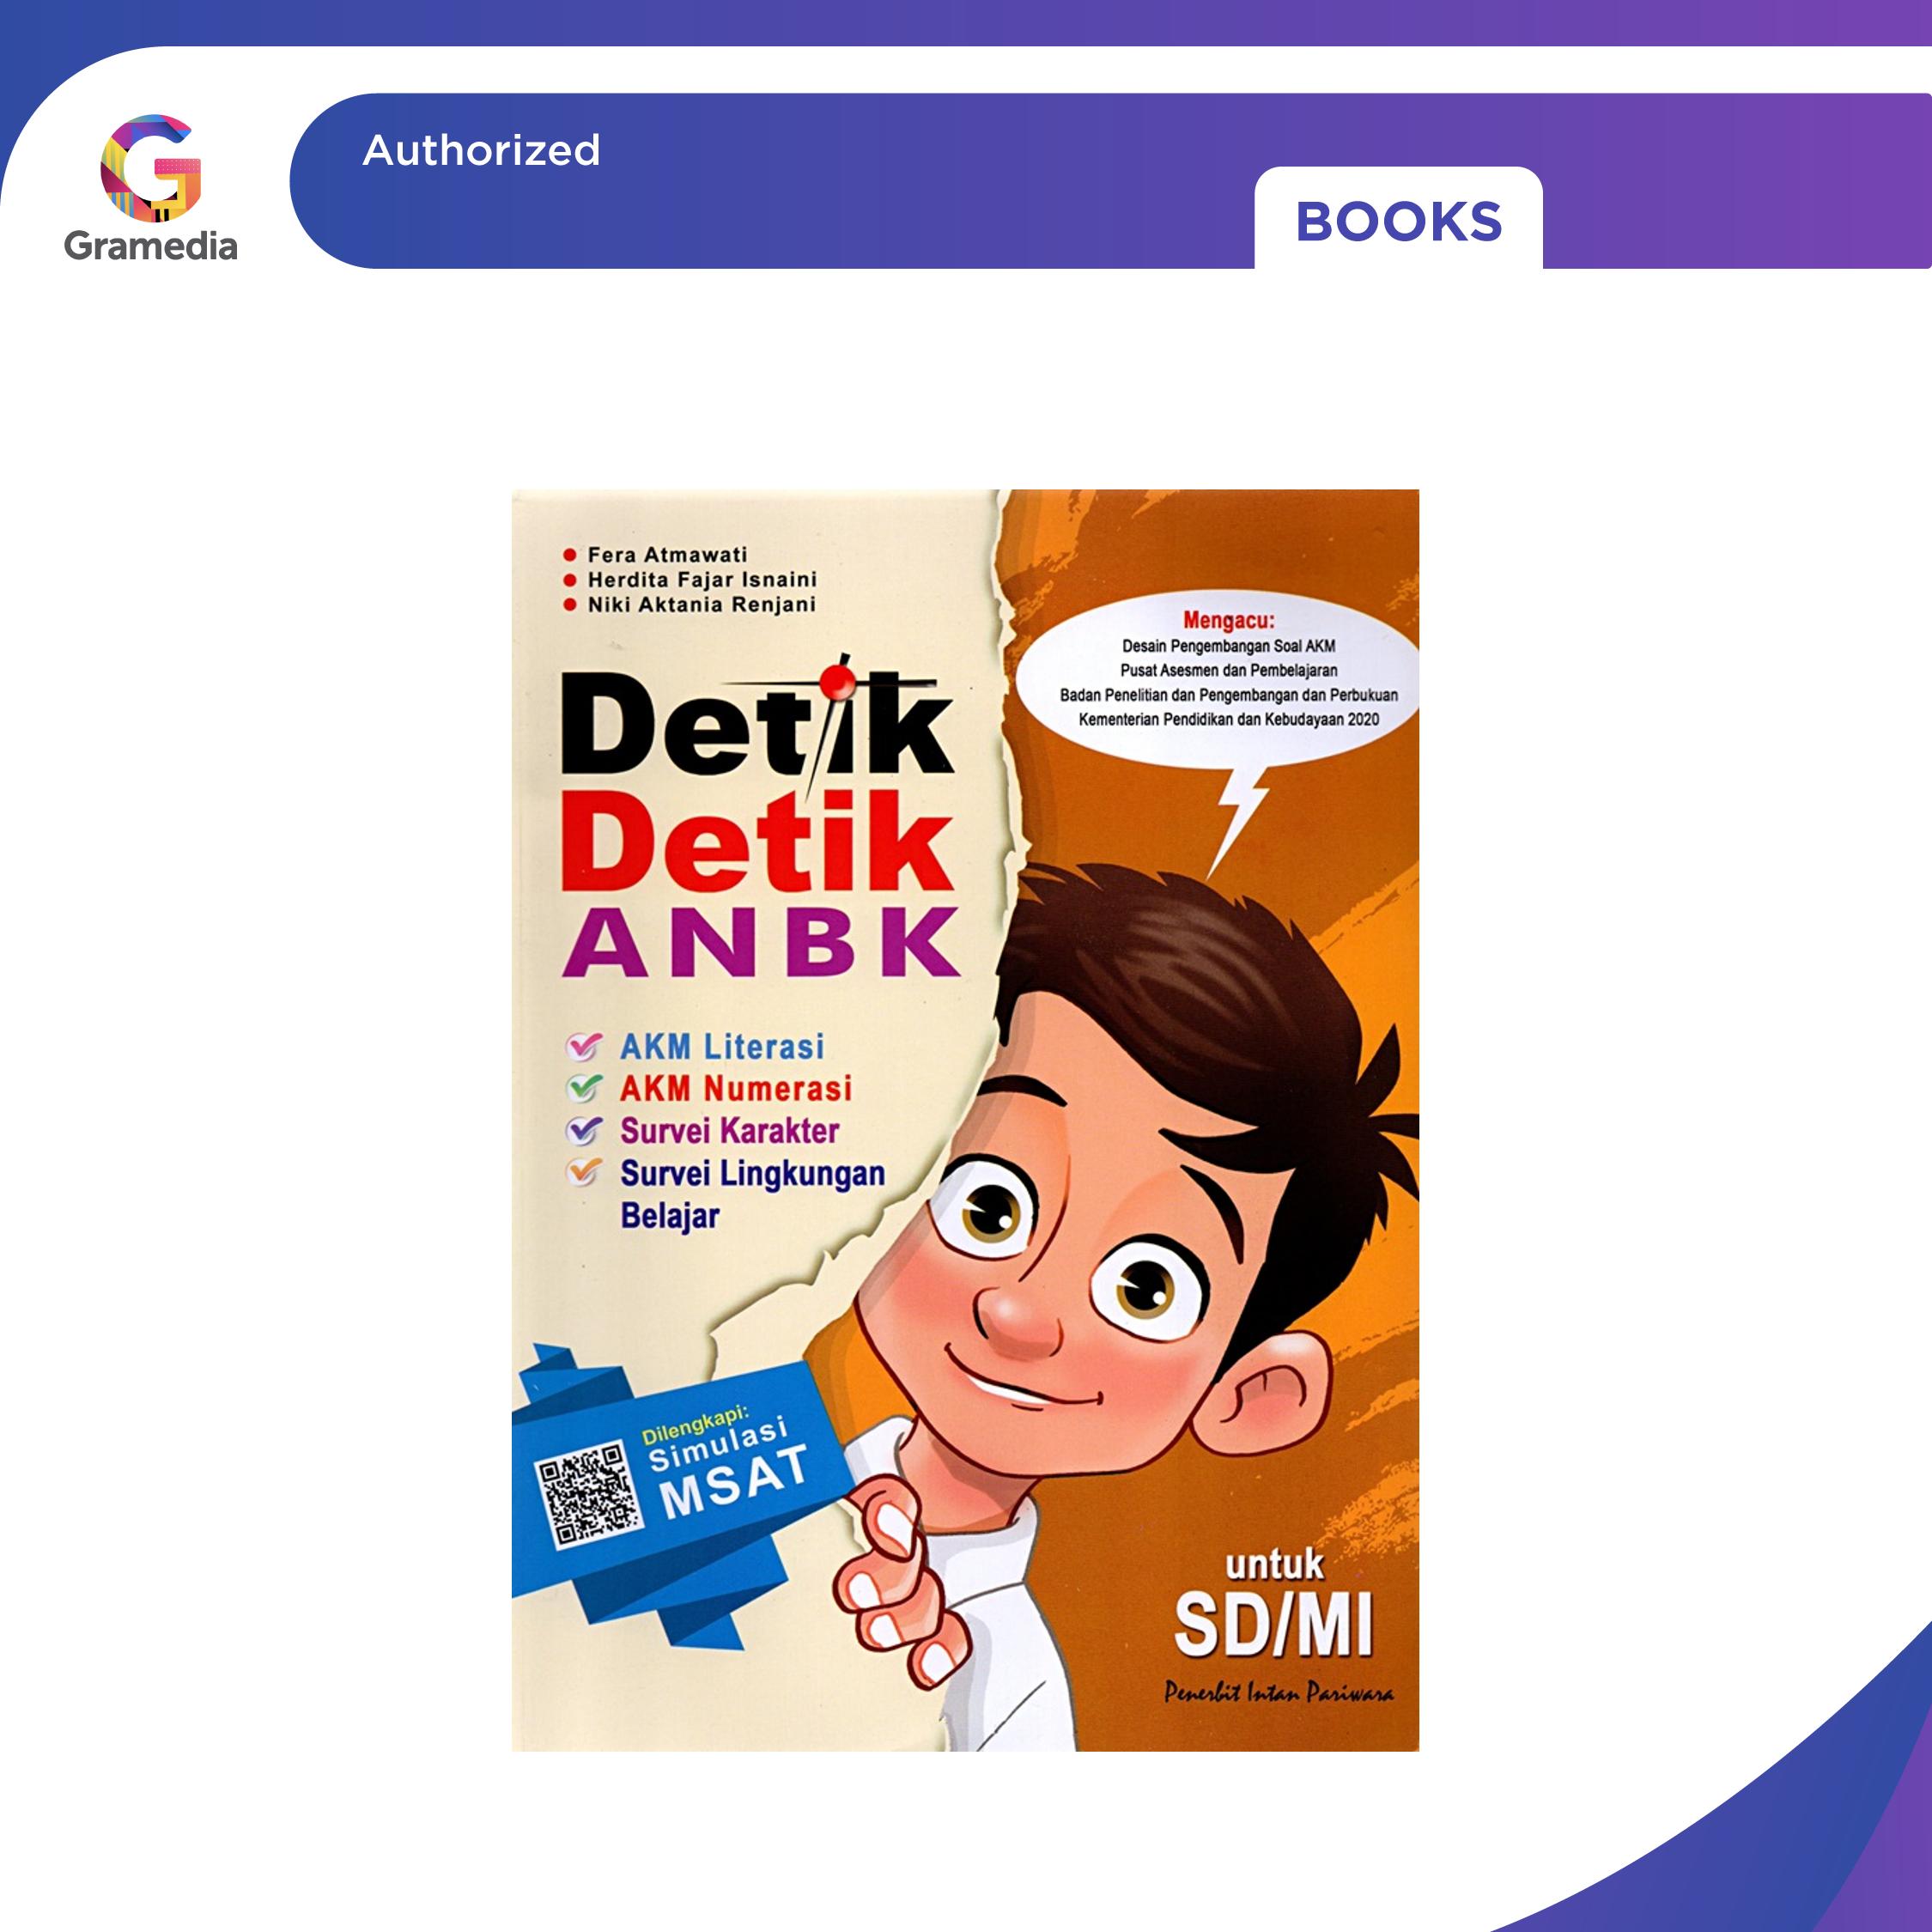 Gramedia
Authorized
BOOKS
Fera Atmawati
Herdita Fajar Isnaini
Niki Aktania Renjani
Mengacu:
Desain Pengembangan Soal AKM
Pusat Asesmen dan Pembelajaran
Badan Penelitian dan Pengembangan dan Perbukuan
Kementerian Pendidikan dan Kebudayaan 2020
Detik
Detik
ANBK
AKM Literasi
AKM Numerasi
Survei Karakter
Survei Lingkungan
Belajar
Dilengkapi:
Simulasi
MSAT
untuk
SD/MI
Penerbit Intan Pariwara